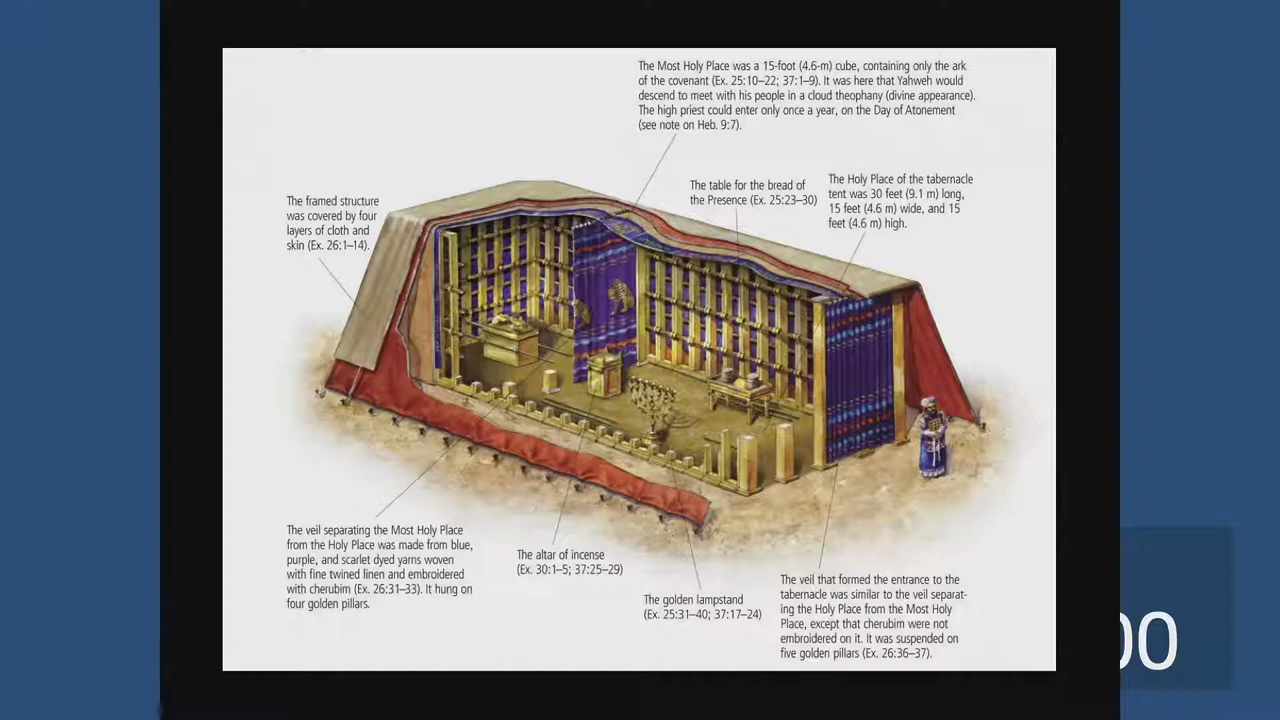 The Most Holy Place was a 15-foot (4.6-m) cube, containing only the ark
of the covenant (Ex. 25:10–22; 37:1–9). It was here that Yahweh would
descend to meet with his people in a cloud theophany (divine appearance).
The high priest could enter only once a year, on the Day of Atonement
(see note on Heb. 9:7).
The framed structure
was covered by four
layers of cloth and
skin (Ex. 26:1–14).
The table for the bread of
the Presence (Ex. 25:23–30)
The Holy Place of the tabernacle
tent was 30 feet (9.1 m) long,
15 feet (4.6 m) wide, and 15
feet (4.6 m) high.
The veil separating the Most Holy Place
from the Holy Place was made from blue,
purple, and scarlet dyed yarns woven
with fine twined linen and embroidered
with cherubim (Ex. 26:31–33). It hung on
four golden pillars.
The altar of incense
(Ex. 30:1–5; 37:25–29)
The golden lampstand
(Ex. 25:31–40; 37:17–24)
The veil that formed the entrance to the
tabernacle was similar to the veil separat-
ing the Holy Place from the Most Holy
Place, except that cherubim were not
embroidered on it. It was suspended on
five golden pillars (Ex. 26:36–37).
00